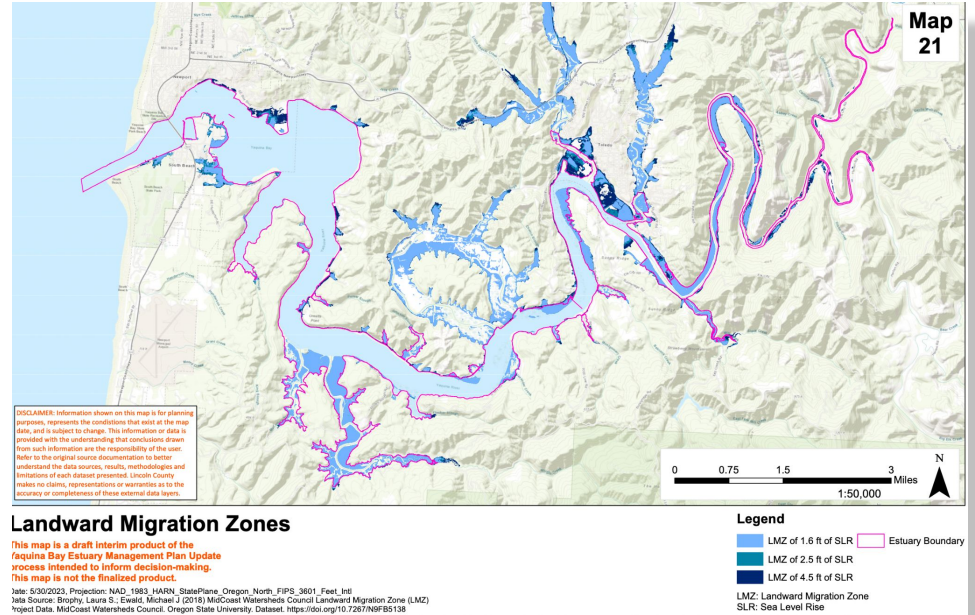 Map
21
Newport
South Beach
Yaquina Bay
Toledo
DISCLAIMER: Information shown on this map is for planning
purposes, represents the condidtions that exist at the map
date, and is subject to change. This information or data is
provided with the understanding that conclusions drawn
from such information are the responsibility of the user.
Refer to the original source documentation to better
understand the data sources, results, methodologies and
limitations of each dataset presented. Lincoln County
makes no claims, representations or warranties as to the
accuracy or completeness of these external data layers.
0 0.75 1.5 3
Miles
1:50,000
N
Landward Migration Zones
This map is a draft interim product of the
Yaquina Bay Estuary Management Plan Update
process intended to inform decision-making.
This map is not the finalized product.
Date: 5/30/2023, Projection: NAD_1983_HARN_StatePlane_Oregon_North_FIPS_3601_Feet_Intl
Data Source: Brophy, Laura S.; Ewald, Michael J (2018) MidCoast Watersheds Council Landward Migration Zone (LMZ)
Project Data. MidCoast Watersheds Council. Oregon State University. Dataset. https://doi.org/10.7267/N9FB5138
Legend
LMZ of 1.6 ft of SLR
Estuary Boundary
LMZ of 2.5 ft of SLR
LMZ of 4.5 ft of SLR
LMZ: Landward Migration Zone
SLR: Sea Level Rise